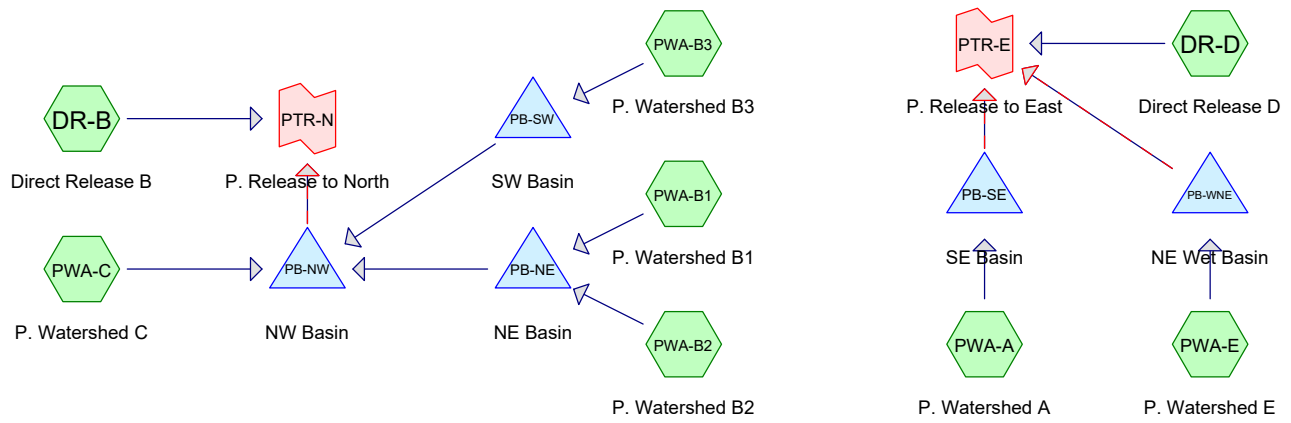 PWA-B3
P. Watershed B3
PTR-E
P. Release to East
DR-D
Direct Release D
DR-B
Direct Release B
PTR-N
P. Release to North
PB-SW
SW Basin
PWA-B1
P. Watershed B1
PB-SE
SE Basin
PB-WNE
NE Wet Basin
PWA-C
P. Watershed C
PB-NW
NW Basin
PB-NE
NE Basin
PWA-B2
P. Watershed B2
PWA-A
P. Watershed A
PWA-E
P. Watershed E